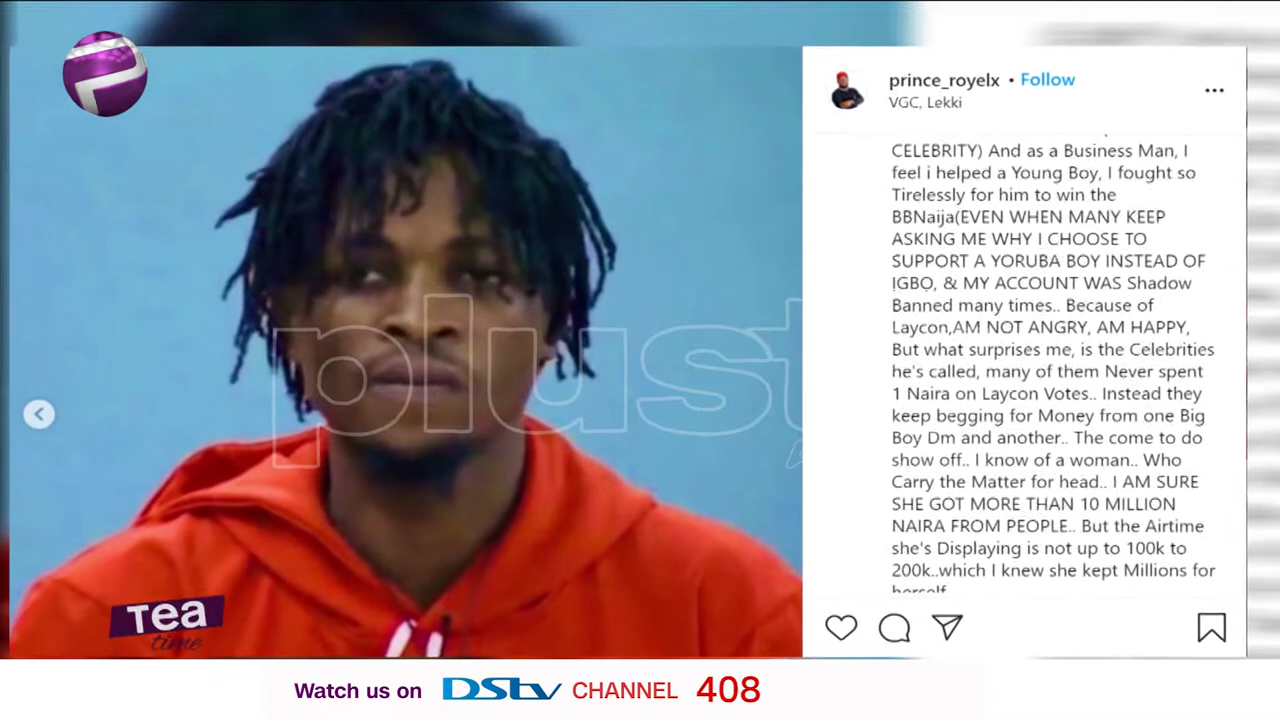 prince_royelx • Follow
VGC, Lekki
CELEBRITY) And as a Business Man, I
feel i helped a Young Boy, I fought so
Tirelessly for him to win the
BBNaija(EVEN WHEN MANY KEEP
ASKING ME WHY I CHOOSE TO
SUPPORT A YORUBA BOY INSTEAD OF
ỊGBỌ, & MY ACCOUNT WAS Shadow
Banned many times.. Because of
Laycon,AM NOT ANGRY, AM HAPPY,
But what surprises me, is the Celebrities
he's called, many of them Never spent
1 Naira on Laycon Votes.. Instead they
keep begging for Money from one Big
Boy Dm and another.. The come to do
show off.. I know of a woman.. Who
Carry the Matter for head.. I AM SURE
SHE GOT MORE THAN 10 MILLION
NAIRA FROM PEOPLE.. But the Airtime
she's Displaying is not up to 100k to
200k..which I knew she kept Millions for
herself
plust
Tea
time
Watch us on DStv CHANNEL 408